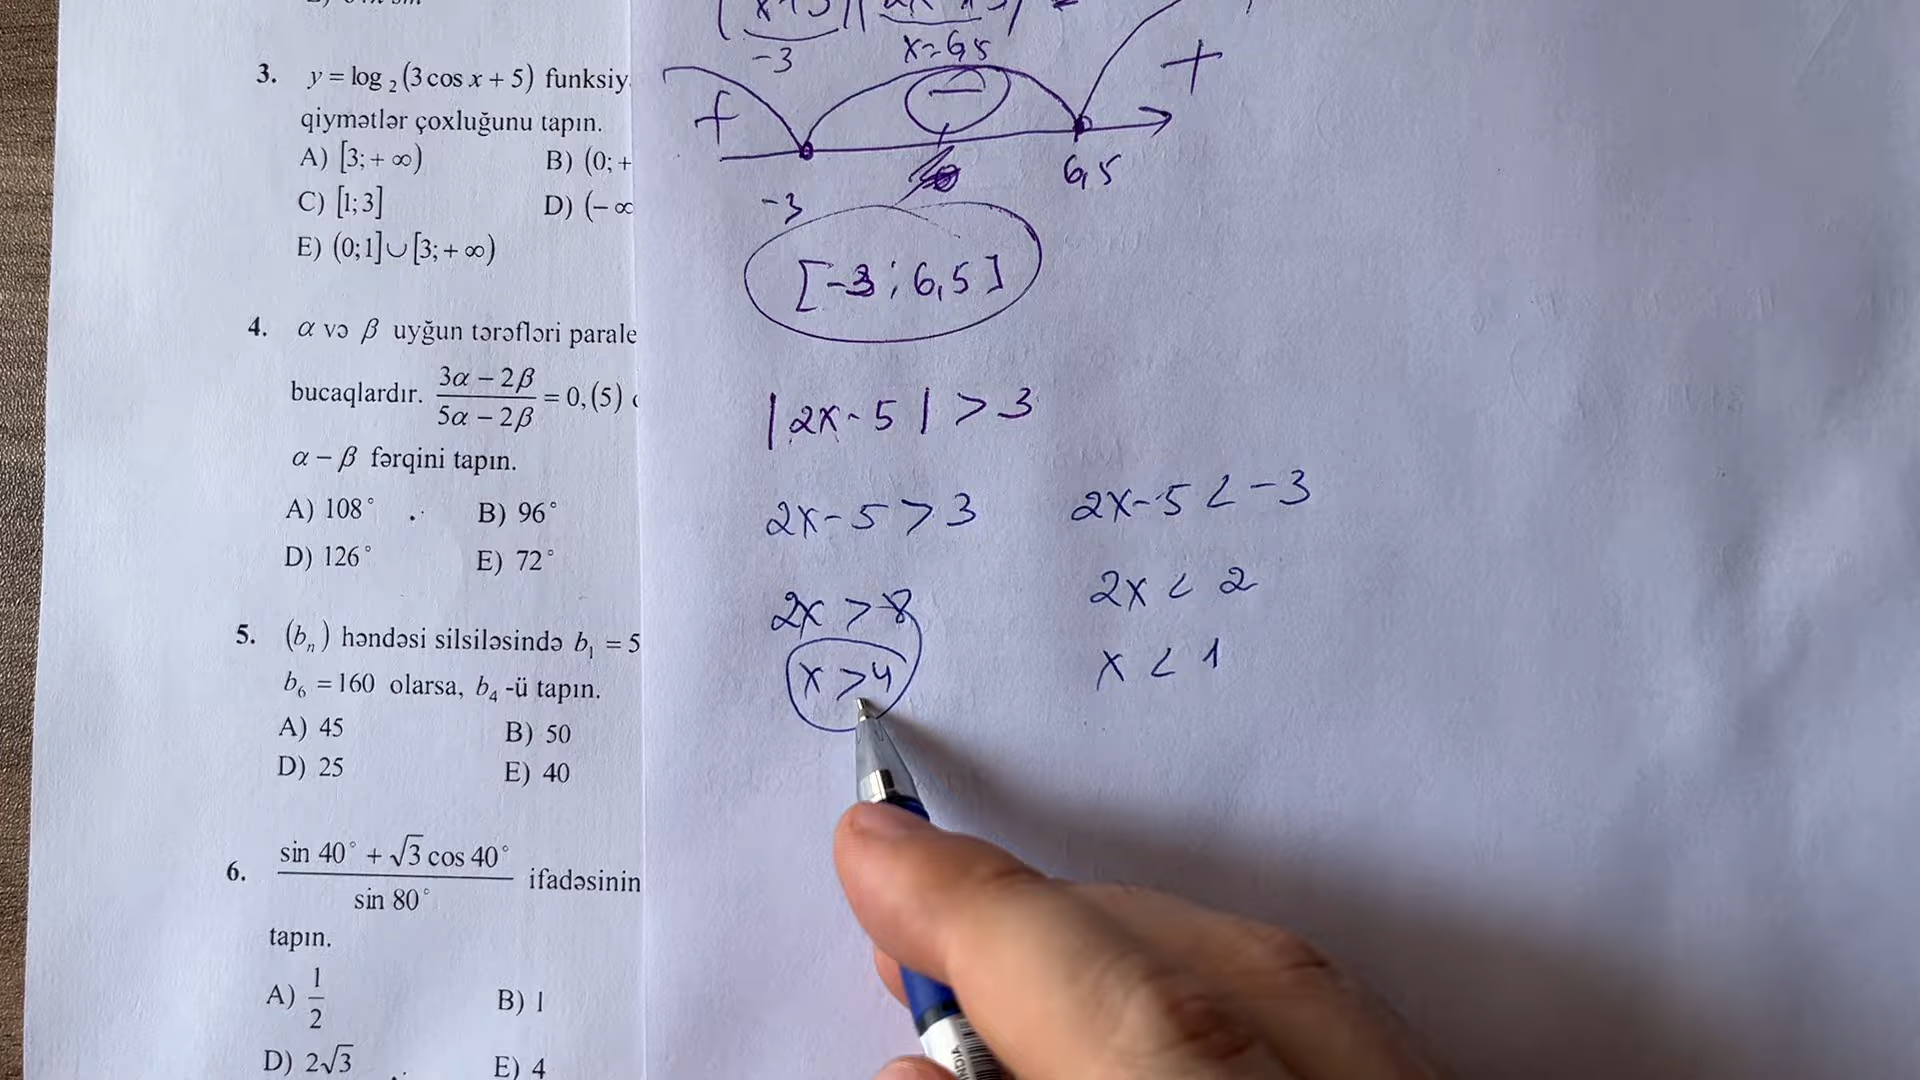 3. y = log₂(3 cos x + 5) funksiy
qiymətlər çoxluğunu tapın.
A) [3; + ∞) B) (0; +
C) [1; 3] D) (− ∞
E) (0; 1] ∪ [3; + ∞)
4. α və β uyğun tərəfləri parale
bucaqlardır. (3α − 2β)/(5α − 2β) = 0,(5)
α − β fərqini tapın.
A) 108° B) 96°
D) 126° E) 72°
5. (bₙ) həndəsi silsiləsində b₁ = 5
b₆ = 160 olarsa, b₄ -ü tapın.
A) 45 B) 50
D) 25 E) 40
6. (sin 40° + √3 cos 40°)/(sin 80°) ifadəsinin
tapın.
A) 1/2 B) 1
D) 2√3 E) 4
-3 x=6,5
+ − +
-3 6,5
[-3; 6,5]
|2x-5| > 3
2x-5 > 3 2x-5 < -3
2x > 8 2x < 2
x > 4 x < 1
INDIA